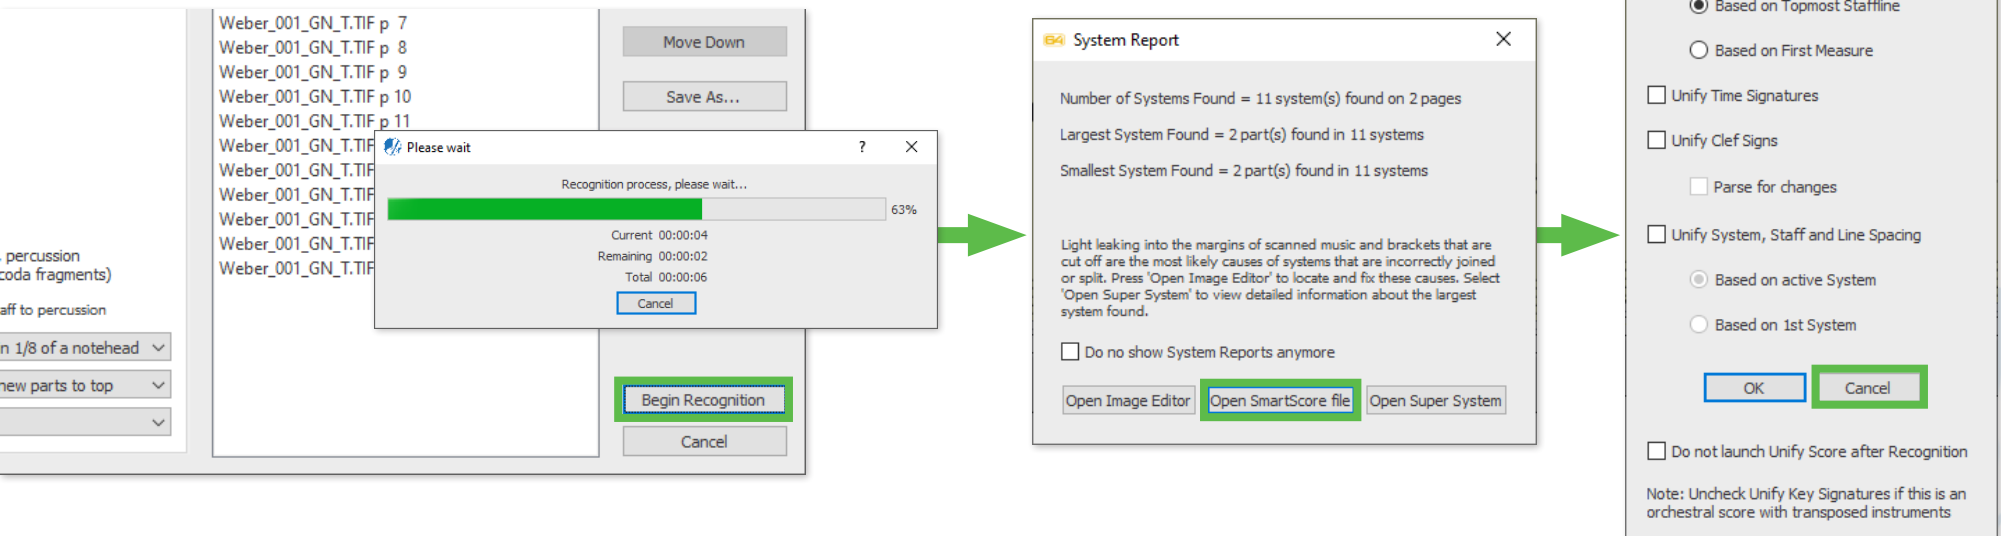 Weber_001_GN_T.TIF p 7
Weber_001_GN_T.TIF p 8
Weber_001_GN_T.TIF p 9
Weber_001_GN_T.TIF p 10
Weber_001_GN_T.TIF p 11
Weber_001_GN_T.TIF
Weber_001_GN_T.TIF
Weber_001_GN_T.TIF
Weber_001_GN_T.TIF
Weber_001_GN_T.TIF
Weber_001_GN_T.TIF
percussion
coda fragments)
aff to percussion
n 1/8 of a notehead
new parts to top
Move Down
Save As...
Begin Recognition
Cancel
Please wait
?
Recognition process, please wait...
63%
Current 00:00:04
Remaining 00:00:02
Total 00:00:06
Cancel
64 System Report
Number of Systems Found = 11 system(s) found on 2 pages
Largest System Found = 2 part(s) found in 11 systems
Smallest System Found = 2 part(s) found in 11 systems
Light leaking into the margins of scanned music and brackets that are
cut off are the most likely causes of systems that are incorrectly joined
or split. Press 'Open Image Editor' to locate and fix these causes. Select
'Open Super System' to view detailed information about the largest
system found.
Do no show System Reports anymore
Open Image Editor
Open SmartScore file
Open Super System
Based on Topmost Staffline
Based on First Measure
Unify Time Signatures
Unify Clef Signs
Parse for changes
Unify System, Staff and Line Spacing
Based on active System
Based on 1st System
OK
Cancel
Do not launch Unify Score after Recognition
Note: Uncheck Unify Key Signatures if this is an
orchestral score with transposed instruments